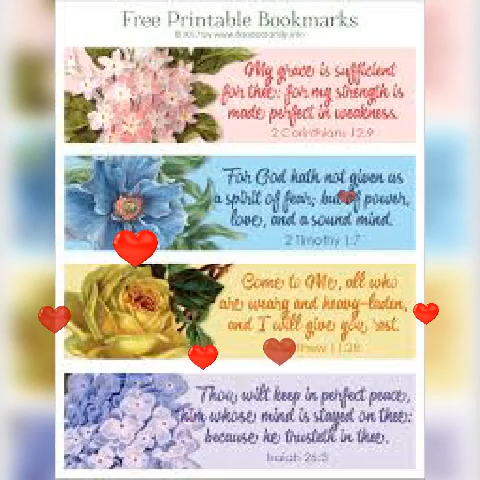 Free Printable Bookmarks
My grace is sufficient
for thee: for my strength is
made perfect in weakness.
2 Corinthians 12:9
For God hath not given us
a spirit of fear; but of power,
love, and a sound mind.
2 Timothy 1:7
Come to Me, all who
are weary and heavy-laden,
and I will give you rest.
11:28
Thou wilt keep in perfect peace,
him whose mind is stayed on thee:
because he trusteth in thee.
Isaiah 26:3